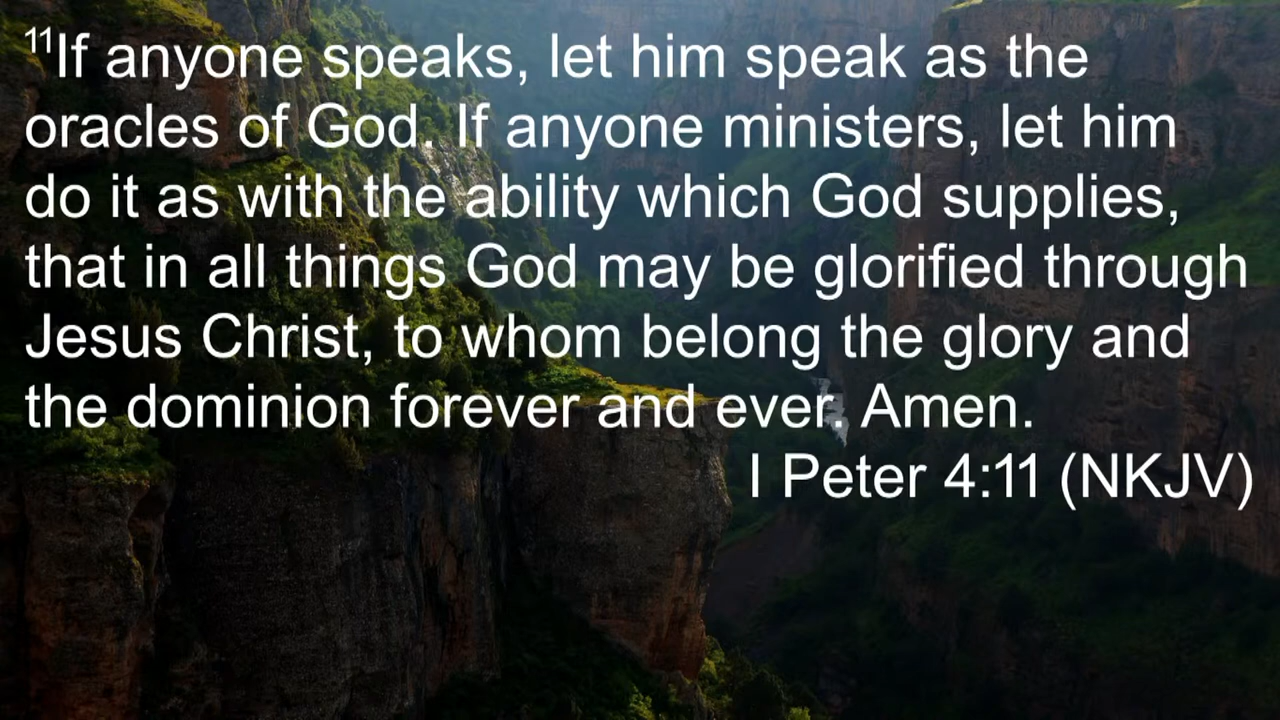 ¹¹If anyone speaks, let him speak as the
oracles of God. If anyone ministers, let him
do it as with the ability which God supplies,
that in all things God may be glorified through
Jesus Christ, to whom belong the glory and
the dominion forever and ever. Amen.
I Peter 4:11 (NKJV)